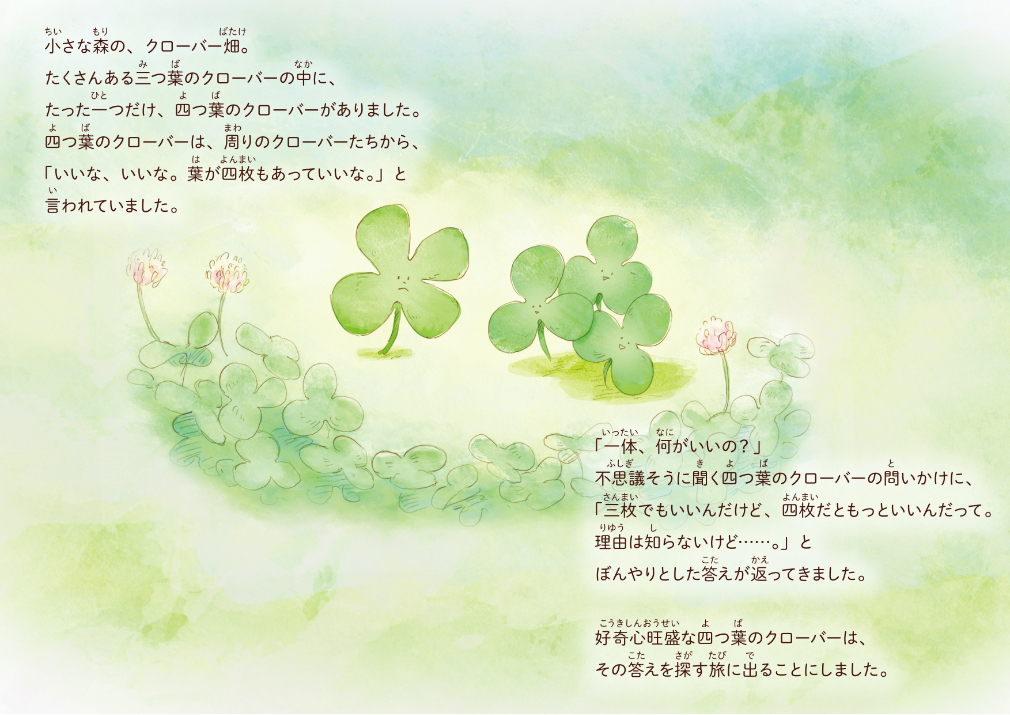 小さな森の、クローバー畑。
たくさんある三つ葉のクローバーの中に、
たった一つだけ、四つ葉のクローバーがありました。
四つ葉のクローバーは、周りのクローバーたちから、
「いいな、いいな。葉が四枚もあっていいな。」と
言われていました。
「一体、何がいいの？」
不思議そうに聞く四つ葉のクローバーの問いかけに、
「三枚でもいいんだけど、四枚だともっといいんだって。
理由は知らないけど……。」と
ぼんやりとした答えが返ってきました。
好奇心旺盛な四つ葉のクローバーは、
その答えを探す旅に出ることにしました。